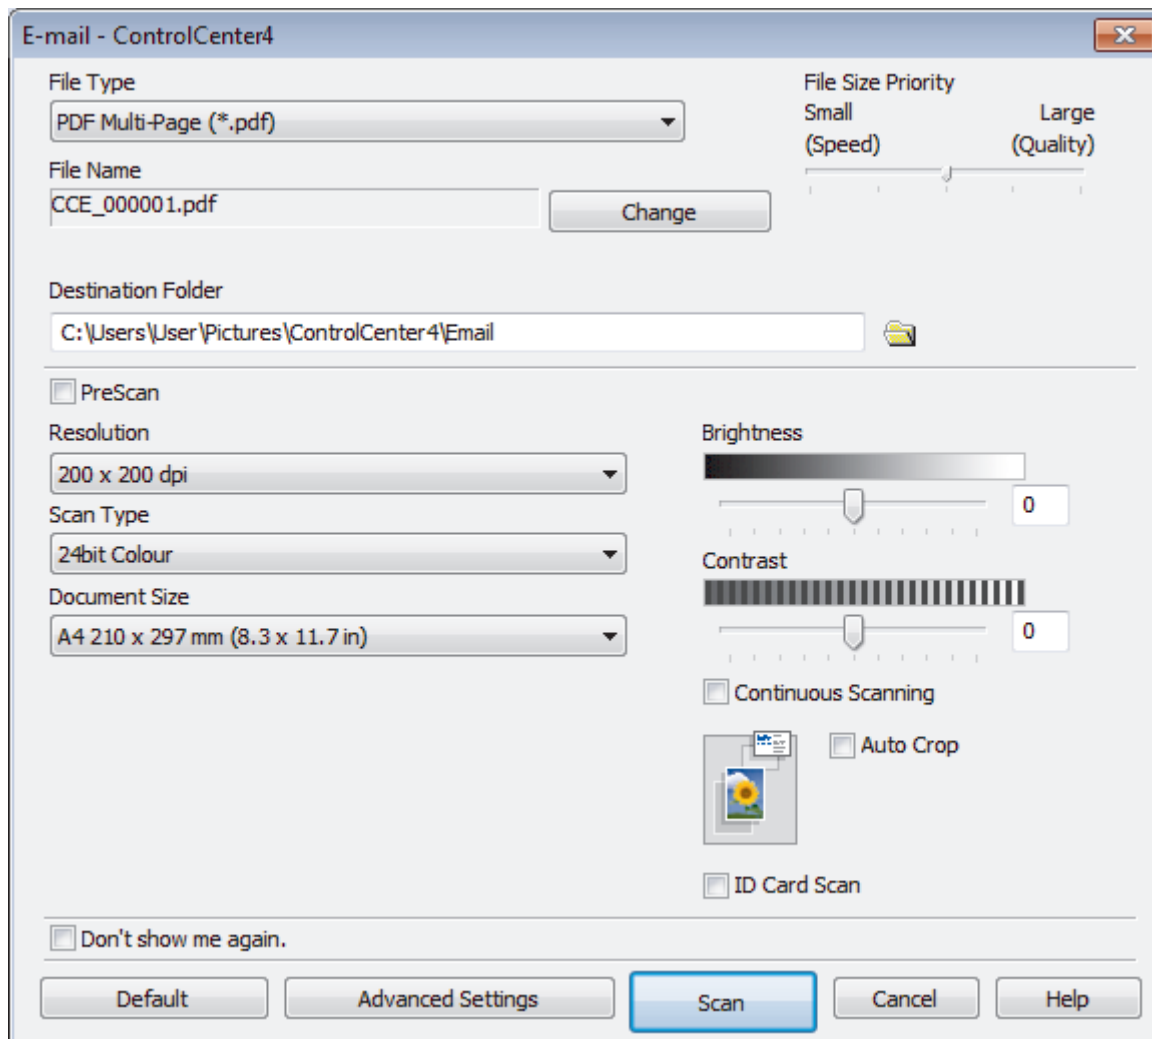 E-mail - ControlCenter4
File Type
PDF Multi-Page (*.pdf)
File Size Priority
Small Large
(Speed) (Quality)
File Name
CCE_000001.pdf
Change
Destination Folder
C:\Users\User\Pictures\ControlCenter4\Email
PreScan
Resolution
200 x 200 dpi
Scan Type
24bit Colour
Document Size
A4 210 x 297 mm (8.3 x 11.7 in)
Brightness
0
Contrast
0
Continuous Scanning
Auto Crop
ID Card Scan
Don't show me again.
Default Advanced Settings Scan Cancel Help